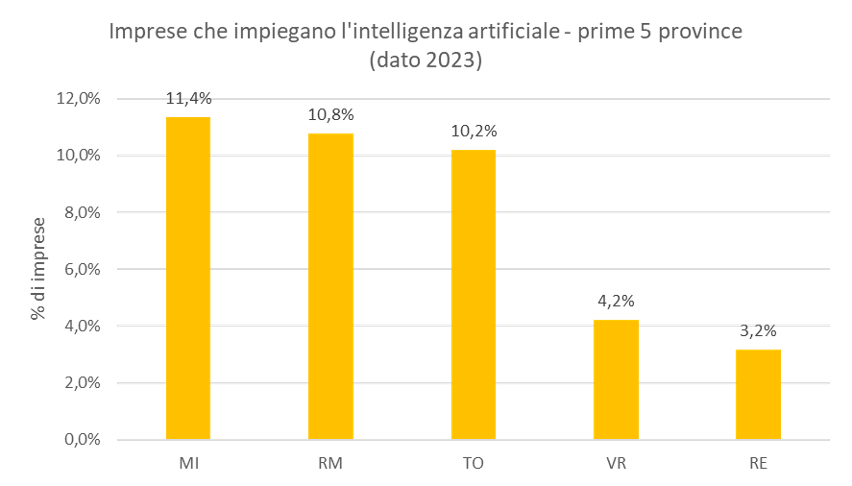 Imprese che impiegano l'intelligenza artificiale - prime 5 province
(dato 2023)
% di imprese
12,0%
10,0%
8,0%
6,0%
4,0%
2,0%
0,0%
11,4%
10,8%
10,2%
4,2%
3,2%
MI
RM
TO
VR
RE